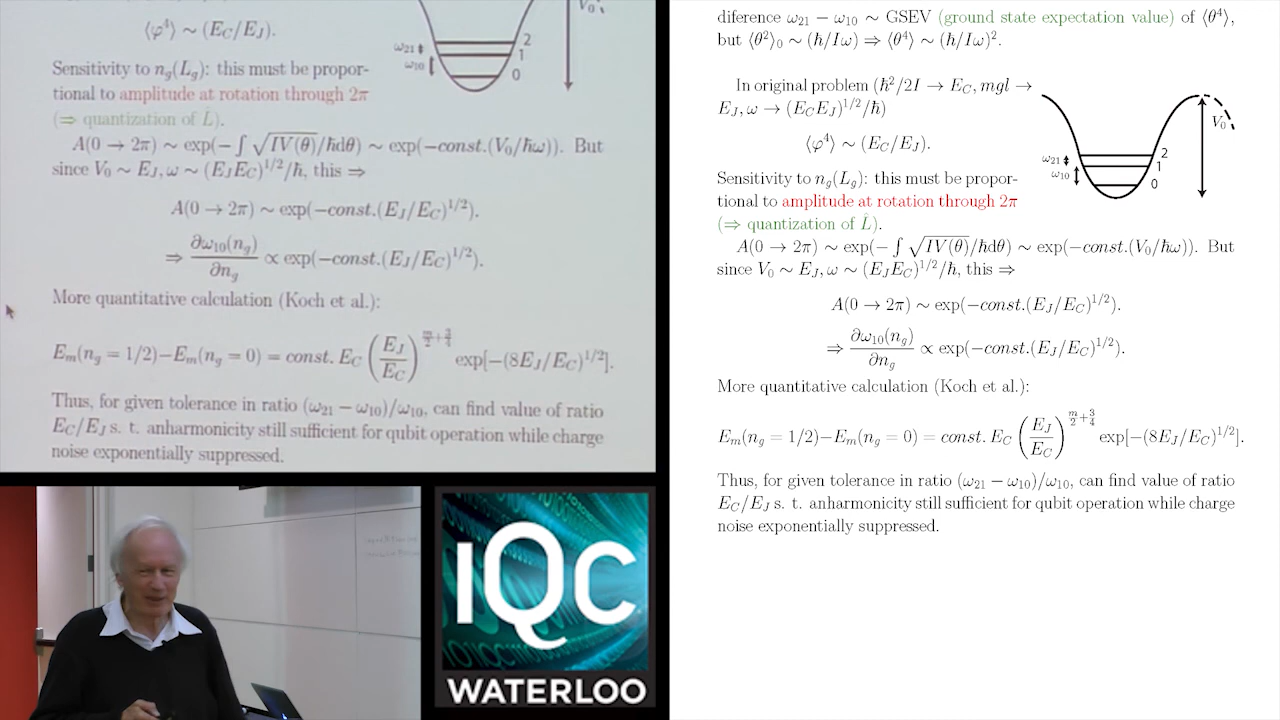 ⟨φ⁴⟩ ~ (E_C/E_J).
V₀
ω₂₁
ω₁₀
2
1
0
Sensitivity to n_g(L_g): this must be propor-
tional to amplitude at rotation through 2π
(⇒ quantization of L̂).
A(0 → 2π) ~ exp(−∫√IV(θ)/ħdθ) ~ exp(−const.(V₀/ħω)). But
since V₀ ~ E_J, ω ~ (E_J E_C)^{1/2}/ħ, this ⇒
A(0 → 2π) ~ exp(−const.(E_J/E_C)^{1/2}).
⇒ ∂ω₁₀(n_g)/∂n_g ∝ exp(−const.(E_J/E_C)^{1/2}).
More quantitative calculation (Koch et al.):
E_m(n_g = 1/2)−E_m(n_g = 0) = const. E_C (E_J/E_C)^{m/2+3/4} exp[−(8E_J/E_C)^{1/2}].
Thus, for given tolerance in ratio (ω₂₁ − ω₁₀)/ω₁₀, can find value of ratio
E_C/E_J s. t. anharmonicity still sufficient for qubit operation while charge
noise exponentially suppressed.
IQC
WATERLOO
diference ω₂₁ − ω₁₀ ~ GSEV (ground state expectation value) of ⟨θ⁴⟩,
but ⟨θ²⟩₀ ~ (ħ/Iω) ⇒ ⟨θ⁴⟩ ~ (ħ/Iω)².
In original problem (ħ²/2I → E_C, mgl →
E_J, ω → (E_C E_J)^{1/2}/ħ)
⟨φ⁴⟩ ~ (E_C/E_J).
V₀
ω₂₁
ω₁₀
2
1
0
Sensitivity to n_g(L_g): this must be propor-
tional to amplitude at rotation through 2π
(⇒ quantization of L̂).
A(0 → 2π) ~ exp(−∫√IV(θ)/ħdθ) ~ exp(−const.(V₀/ħω)). But
since V₀ ~ E_J, ω ~ (E_J E_C)^{1/2}/ħ, this ⇒
A(0 → 2π) ~ exp(−const.(E_J/E_C)^{1/2}).
⇒ ∂ω₁₀(n_g)/∂n_g ∝ exp(−const.(E_J/E_C)^{1/2}).
More quantitative calculation (Koch et al.):
E_m(n_g = 1/2)−E_m(n_g = 0) = const. E_C (E_J/E_C)^{m/2+3/4} exp[−(8E_J/E_C)^{1/2}].
Thus, for given tolerance in ratio (ω₂₁ − ω₁₀)/ω₁₀, can find value of ratio
E_C/E_J s. t. anharmonicity still sufficient for qubit operation while charge
noise exponentially suppressed.